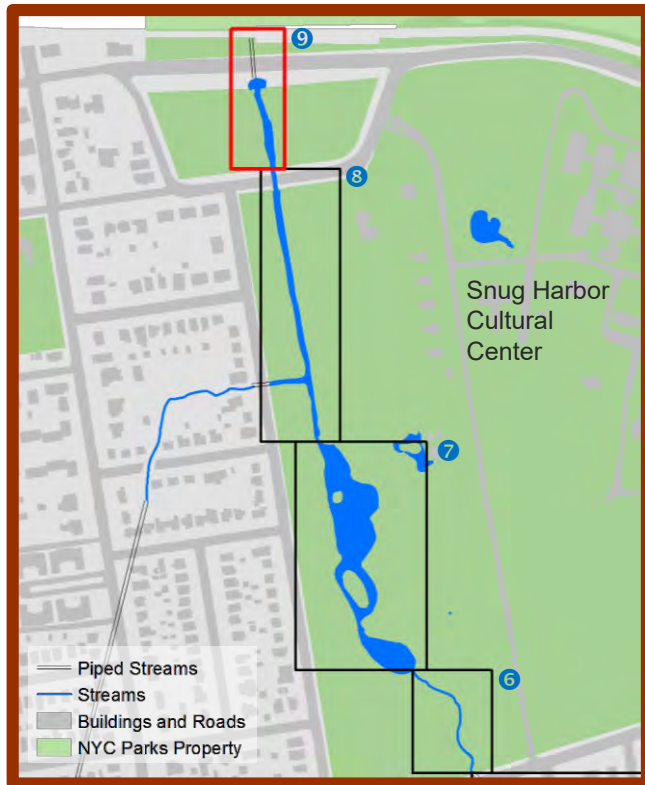 9
8
Snug Harbor
Cultural
Center
7
6
Piped Streams
Streams
Buildings and Roads
NYC Parks Property